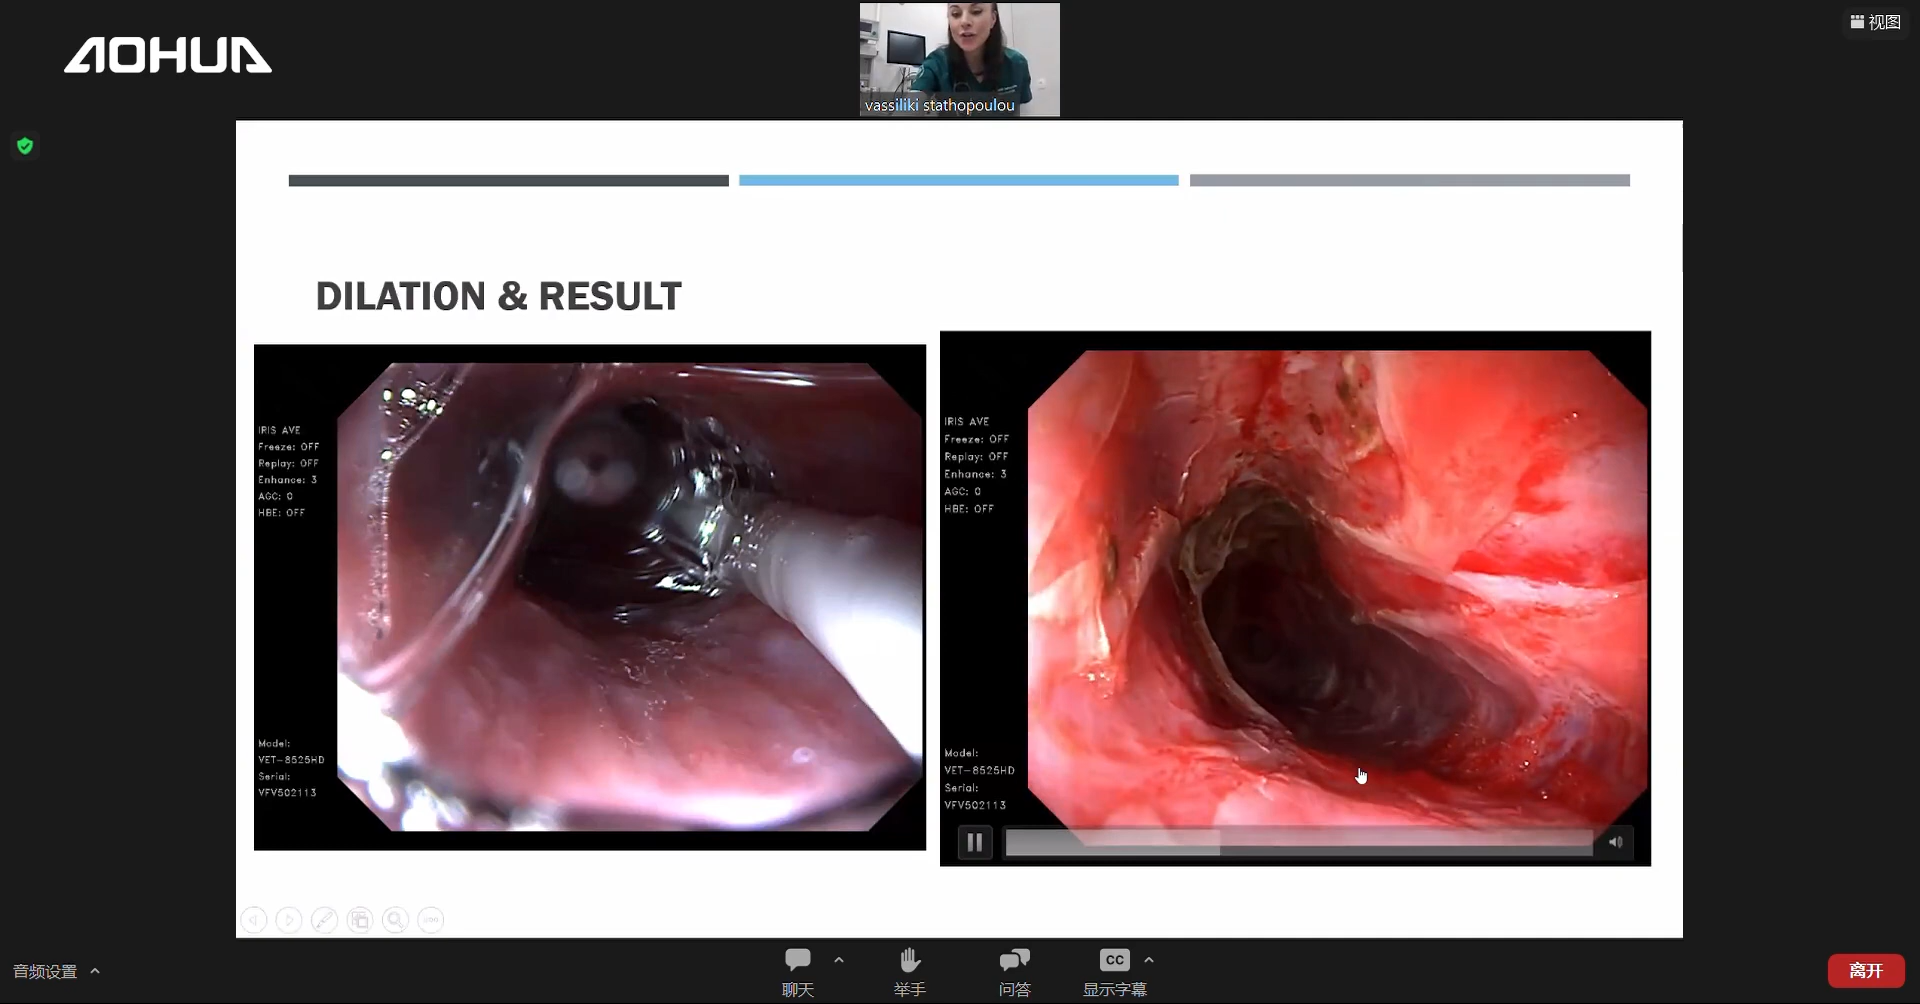 AOHUA
vassiliki stathopoulou
视图
DILATION & RESULT
IRIS AVE
Freeze: OFF
Replay: OFF
Enhance: 3
AGC: 0
HBE: OFF
Model:
VET-8525HD
Serial:
VFV502113
IRIS AVE
Freeze: OFF
Replay: OFF
Enhance: 3
AGC: 0
HBE: OFF
Model:
VET-8525HD
Serial:
VFV502113
音频设置
聊天
举手
问答
CC
显示字幕
离开